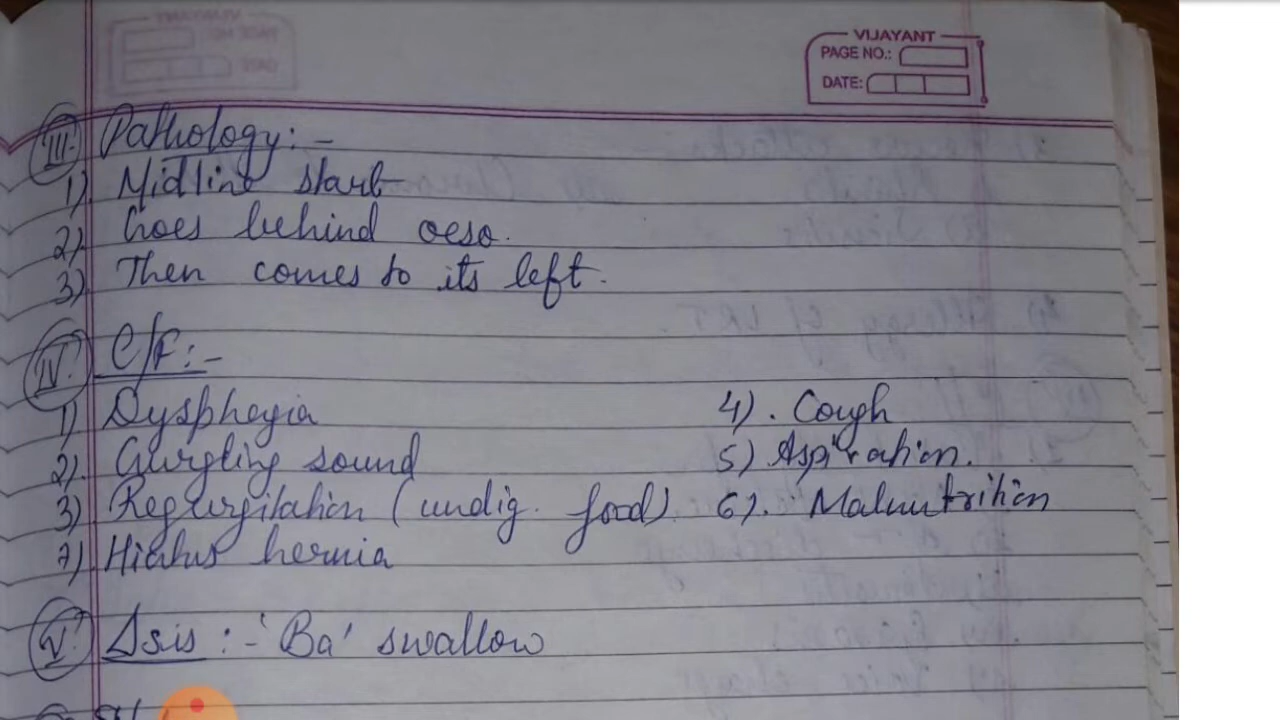 VIJAYANT
PAGE NO.:
DATE:
III. Pathology:-
1). Midline start
2). Goes behind oeso.
3). Then comes to its left.
IV. C/F:-
1) Dysphagia
2). Gurgling sound
3) Regurgitation (undig. food).
4). Cough
5) Aspiration.
6). Malnutrition
7) Hiatus hernia
V. Δsis :- 'Ba' swallow